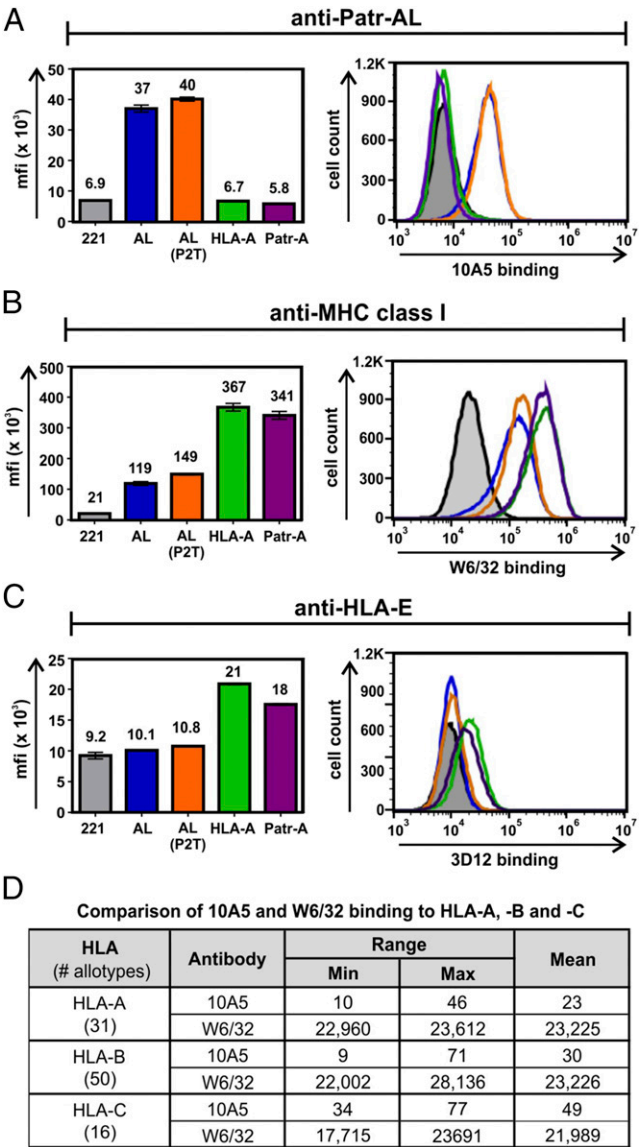 A
anti-Patr-AL
mfi (x 10³)
50
40
30
20
10
0
6.9
37
40
6.7
5.8
221
AL
AL
(P2T)
HLA-A
Patr-A
cell count
1.2K
900
600
300
0
10³
10⁴
10⁵
10⁶
10⁷
10A5 binding
B
anti-MHC class I
mfi (x 10³)
500
400
300
200
100
0
21
119
149
367
341
221
AL
AL
(P2T)
HLA-A
Patr-A
cell count
1.2K
900
600
300
0
10³
10⁴
10⁵
10⁶
10⁷
W6/32 binding
C
anti-HLA-E
mfi (x 10³)
25
20
15
10
5
0
9.2
10.1
10.8
21
18
221
AL
AL
(P2T)
HLA-A
Patr-A
cell count
1.2K
900
600
300
0
10³
10⁴
10⁵
10⁶
10⁷
3D12 binding
D
Comparison of 10A5 and W6/32 binding to HLA-A, -B and -C
HLA
(# allotypes)
Antibody
Range
Min
Max
Mean
HLA-A
(31)
10A5 10 46 23
W6/32 22,960 23,612 23,225
HLA-B
(50)
10A5 9 71 30
W6/32 22,002 28,136 23,226
HLA-C
(16)
10A5 34 77 49
W6/32 17,715 23691 21,989